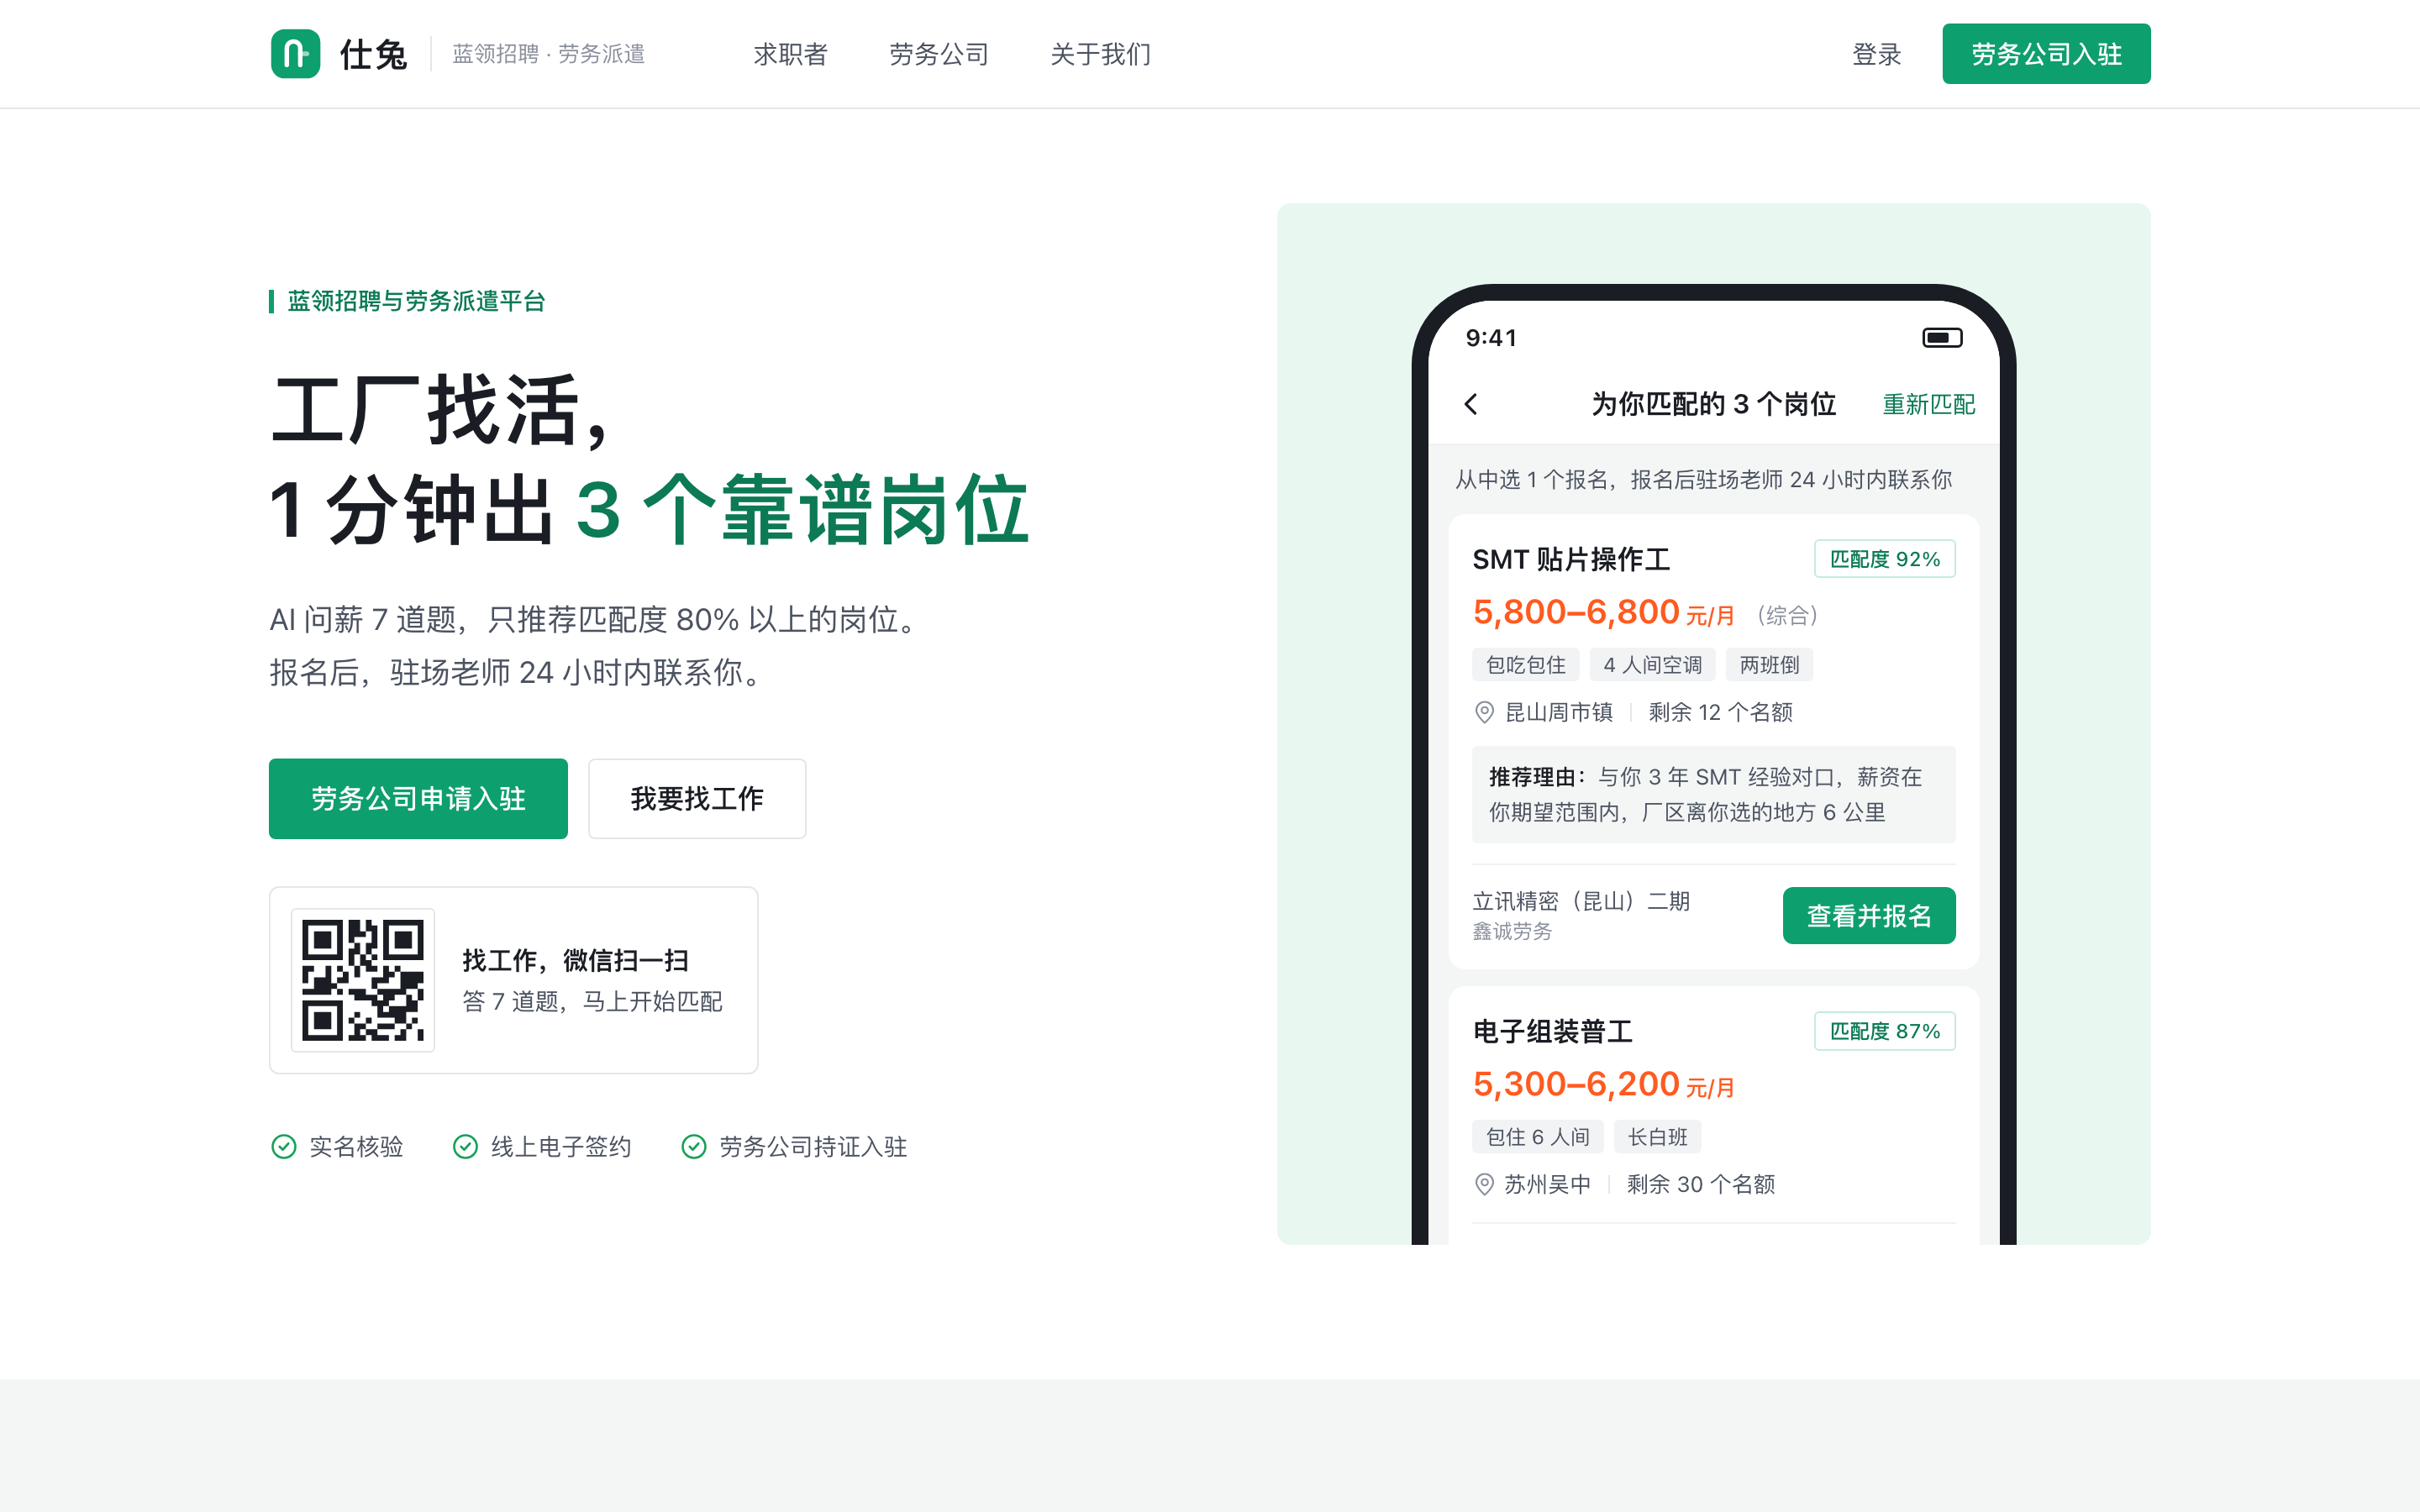 仕兔
蓝领招聘 · 劳务派遣
求职者
劳务公司
关于我们
登录
劳务公司入驻
蓝领招聘与劳务派遣平台
工厂找活，
1 分钟出 3 个靠谱岗位
AI 问薪 7 道题，只推荐匹配度 80% 以上的岗位。
报名后，驻场老师 24 小时内联系你。
劳务公司申请入驻
我要找工作
找工作，微信扫一扫
答 7 道题，马上开始匹配
实名核验
线上电子签约
劳务公司持证入驻
9:41
为你匹配的 3 个岗位
重新匹配
从中选 1 个报名，报名后驻场老师 24 小时内联系你
SMT 贴片操作工
匹配度 92%
5,800–6,800 元/月 （综合）
包吃包住
4 人间空调
两班倒
昆山周市镇
剩余 12 个名额
推荐理由：与你 3 年 SMT 经验对口，薪资在
你期望范围内，厂区离你选的地方 6 公里
立讯精密（昆山）二期
鑫诚劳务
查看并报名
电子组装普工
匹配度 87%
5,300–6,200 元/月
包住 6 人间
长白班
苏州吴中
剩余 30 个名额